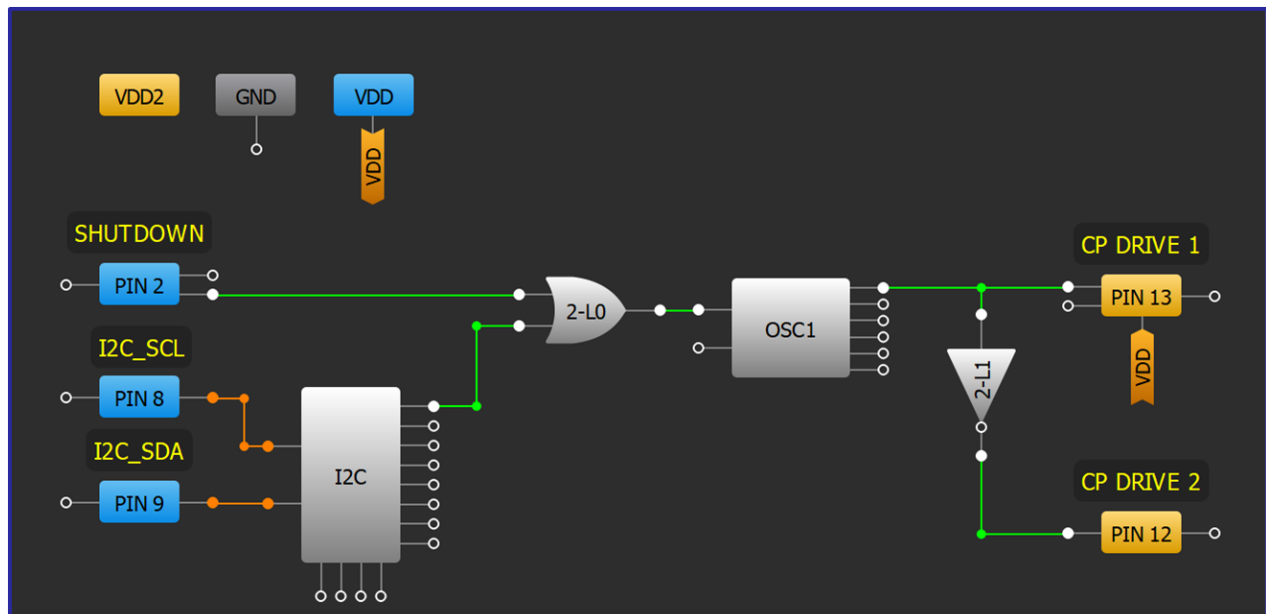 VDD2
GND
VDD
VDD
SHUTDOWN
PIN 2
I2C_SCL
PIN 8
I2C_SDA
PIN 9
I2C
2-L0
OSC1
2-L1
CP DRIVE 1
PIN 13
VDD
CP DRIVE 2
PIN 12